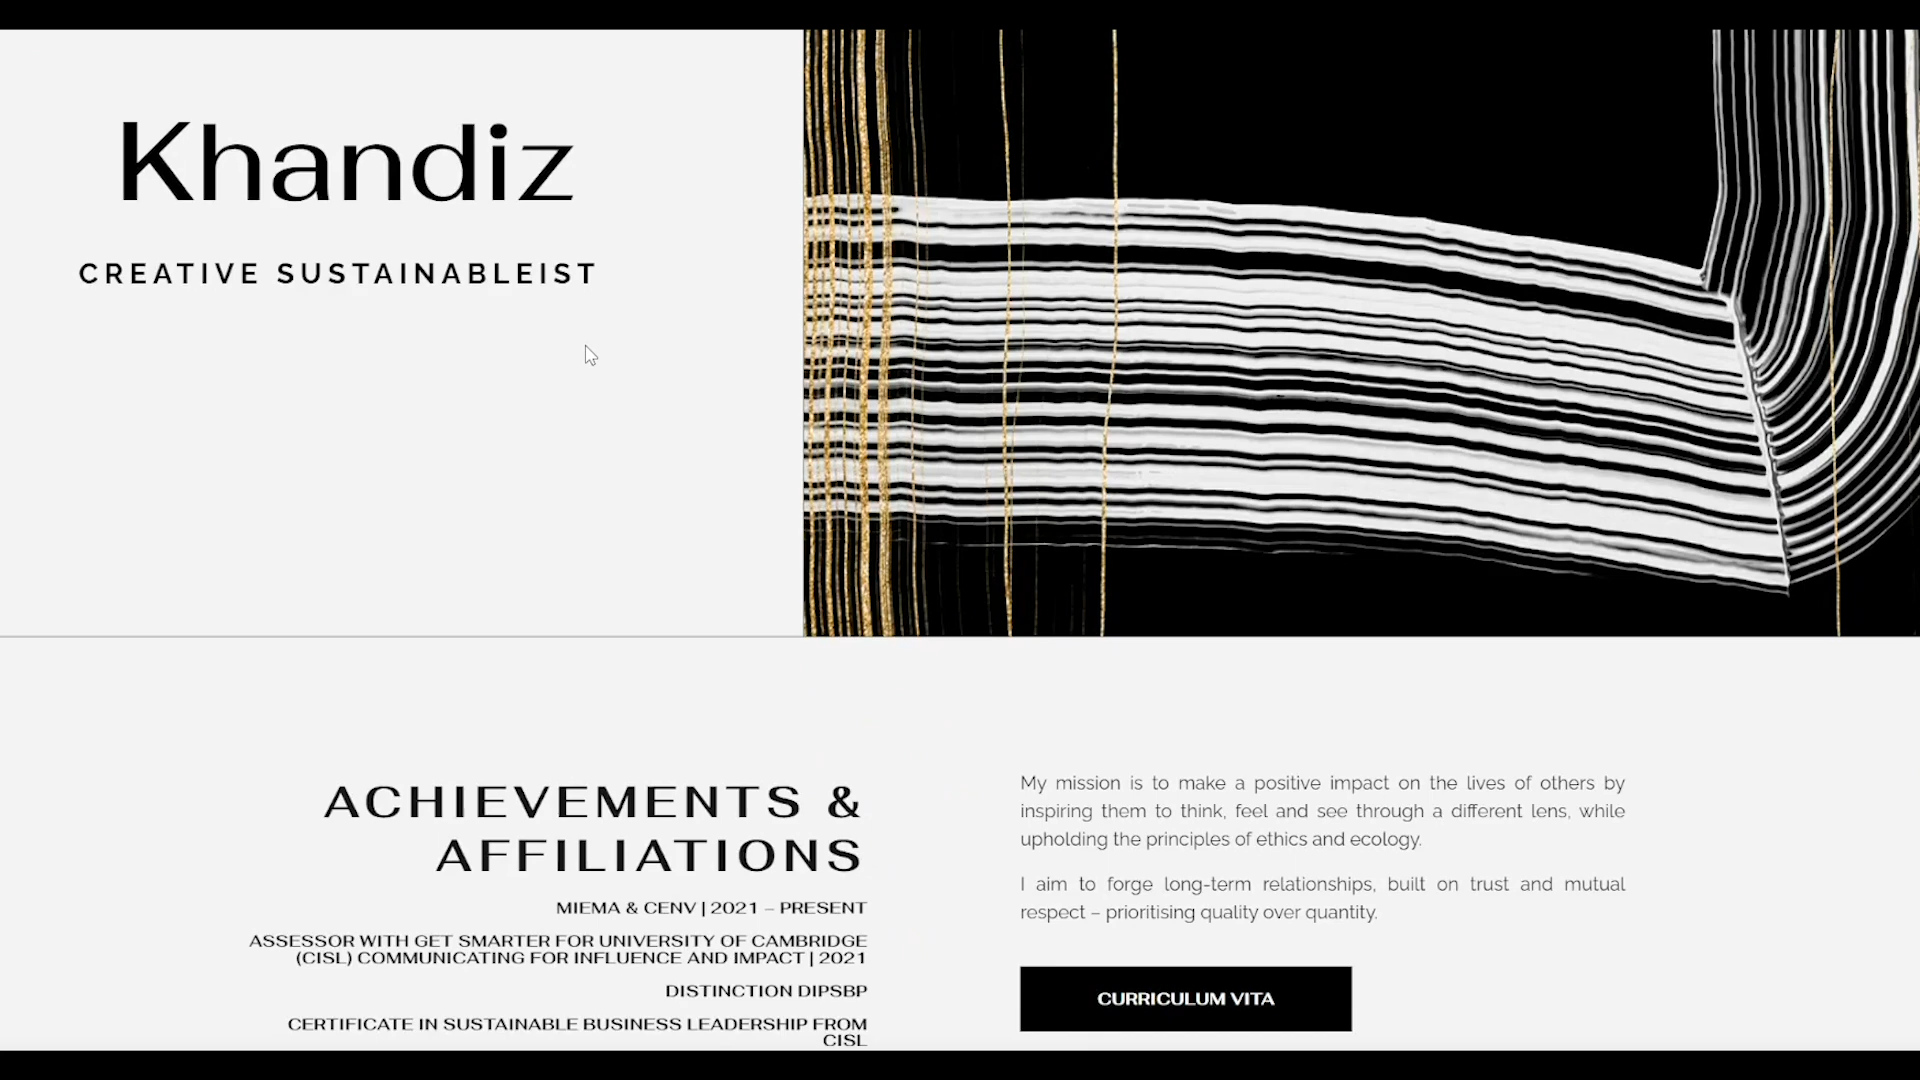 Khandiz
CREATIVE SUSTAINABLEIST
ACHIEVEMENTS &
AFFILIATIONS
MIEMA & CENV | 2021 – PRESENT
ASSESSOR WITH GET SMARTER FOR UNIVERSITY OF CAMBRIDGE
(CISL) COMMUNICATING FOR INFLUENCE AND IMPACT | 2021
DISTINCTION DIPSBP
CERTIFICATE IN SUSTAINABLE BUSINESS LEADERSHIP FROM
CISL
My mission is to make a positive impact on the lives of others by
inspiring them to think, feel and see through a different lens, while
upholding the principles of ethics and ecology.
I aim to forge long-term relationships, built on trust and mutual
respect – prioritising quality over quantity.
CURRICULUM VITA